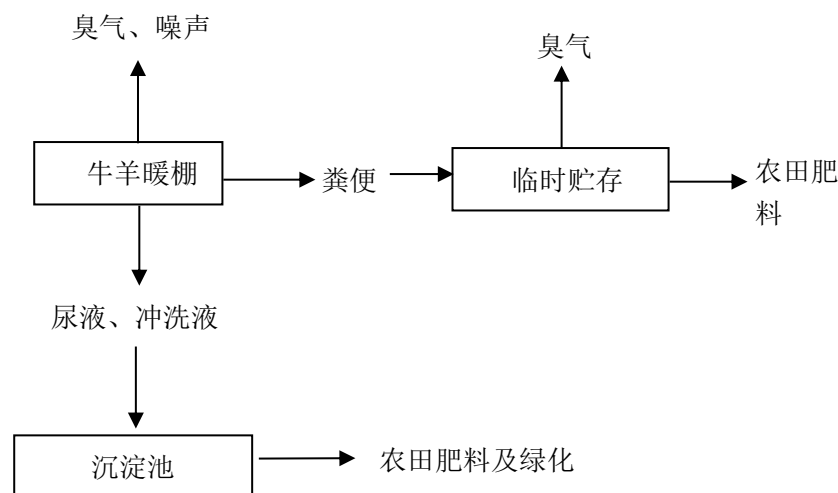 臭气、噪声
臭气
牛羊暖棚
粪便
临时贮存
农田肥
料
尿液、冲洗液
沉淀池
农田肥料及绿化